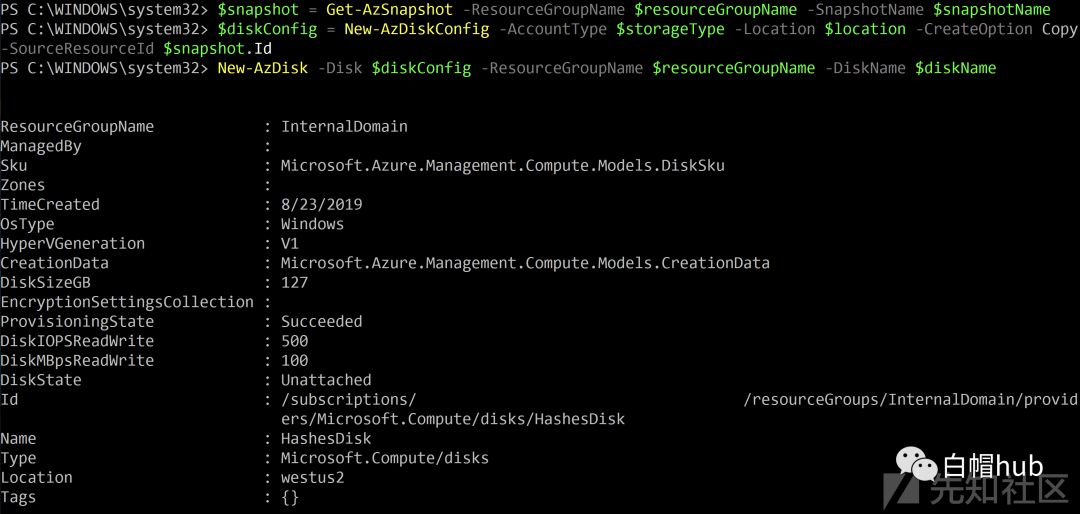 PS C:\WINDOWS\system32> $snapshot = Get-AzSnapshot -ResourceGroupName $resourceGroupName -SnapshotName $snapshotName
PS C:\WINDOWS\system32> $diskConfig = New-AzDiskConfig -AccountType $storageType -Location $location -CreateOption Copy
-SourceResourceId $snapshot.Id
PS C:\WINDOWS\system32> New-AzDisk -Disk $diskConfig -ResourceGroupName $resourceGroupName -DiskName $diskName
ResourceGroupName : InternalDomain
ManagedBy :
Sku : Microsoft.Azure.Management.Compute.Models.DiskSku
Zones :
TimeCreated : 8/23/2019
OsType : Windows
HyperVGeneration : V1
CreationData : Microsoft.Azure.Management.Compute.Models.CreationData
DiskSizeGB : 127
EncryptionSettingsCollection :
ProvisioningState : Succeeded
DiskIOPSReadWrite : 500
DiskMBpsReadWrite : 100
DiskState : Unattached
Id : /subscriptions/ /resourceGroups/InternalDomain/provid
ers/Microsoft.Compute/disks/HashesDisk
Name : HashesDisk
Type : Microsoft.Compute/disks
Location : westus2
Tags : {}
白帽hub
先知社区